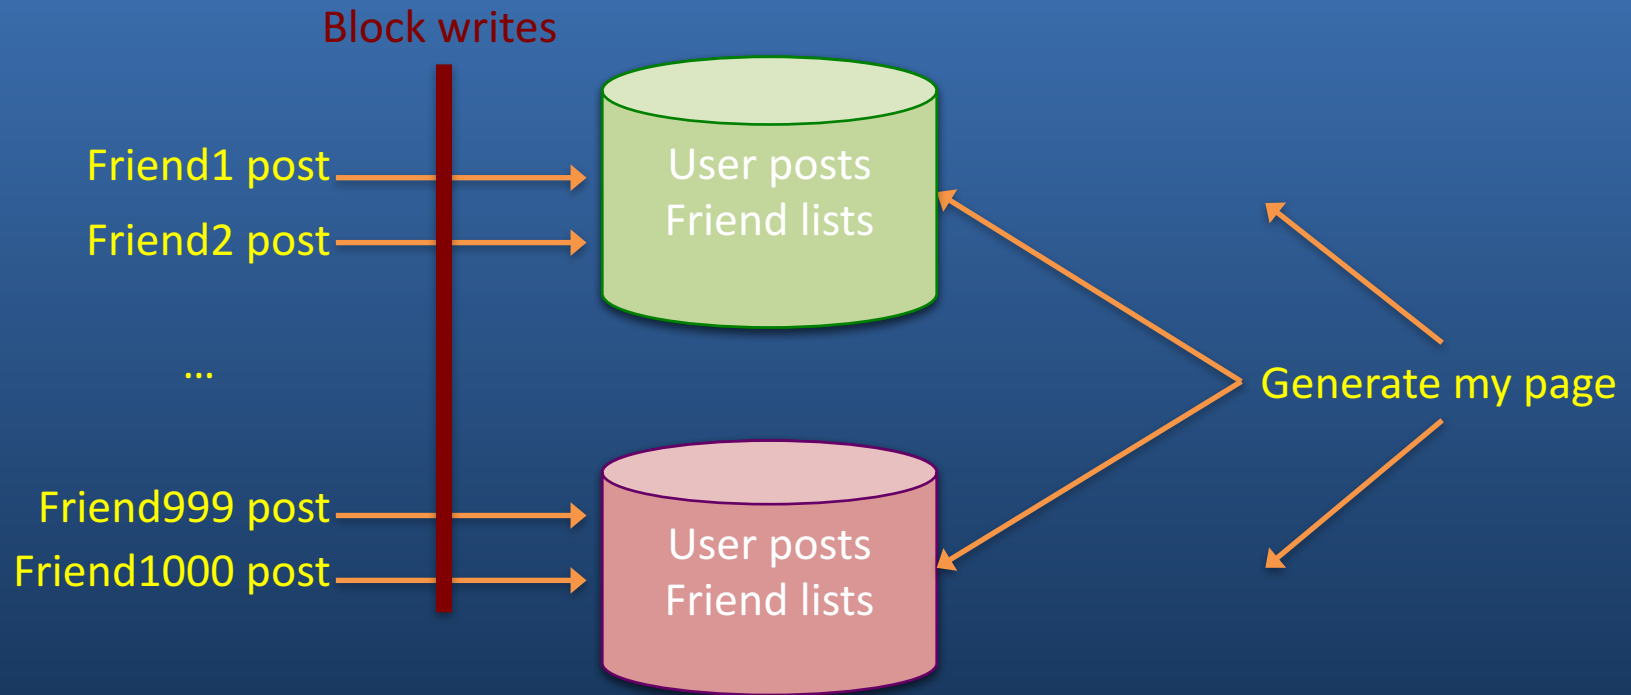 Block writes
Friend1 post
Friend2 post
...
Friend999 post
Friend1000 post
User posts
Friend lists
User posts
Friend lists
Generate my page